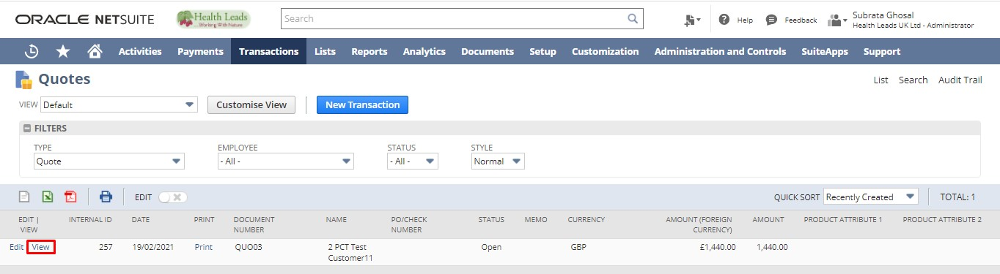 ORACLE NETSUITE
Health Leads
...Working With Nature
Search
Help
Feedback
Subrata Ghosal
Health Leads UK Ltd - Administrator
Activities Payments Transactions Lists Reports Analytics Documents Setup Customization Administration and Controls SuiteApps Support
Quotes
List Search Audit Trail
VIEW Default Customise View New Transaction
FILTERS
TYPE EMPLOYEE STATUS STYLE
Quote - All - - All - Normal
EDIT QUICK SORT Recently Created TOTAL: 1
EDIT | VIEW INTERNAL ID DATE PRINT DOCUMENT NUMBER NAME PO/CHECK NUMBER STATUS MEMO CURRENCY AMOUNT (FOREIGN CURRENCY) AMOUNT PRODUCT ATTRIBUTE 1 PRODUCT ATTRIBUTE 2
Edit View 257 19/02/2021 Print QUO03 2 PCT Test Customer11 Open GBP £1,440.00 1,440.00